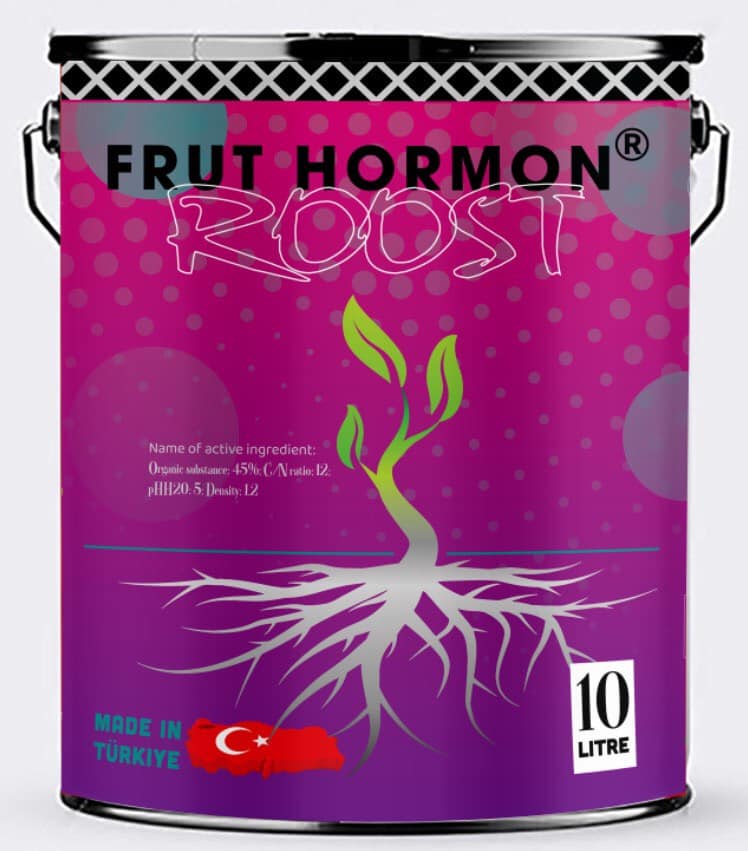 FRUT HORMON®
ROOST
Name of active ingredient:
Organic substance: 45%; C/N ratio: 12;
pHH20: 5; Density: 1.2
MADE IN
TÜRKIYE
10
LITRE